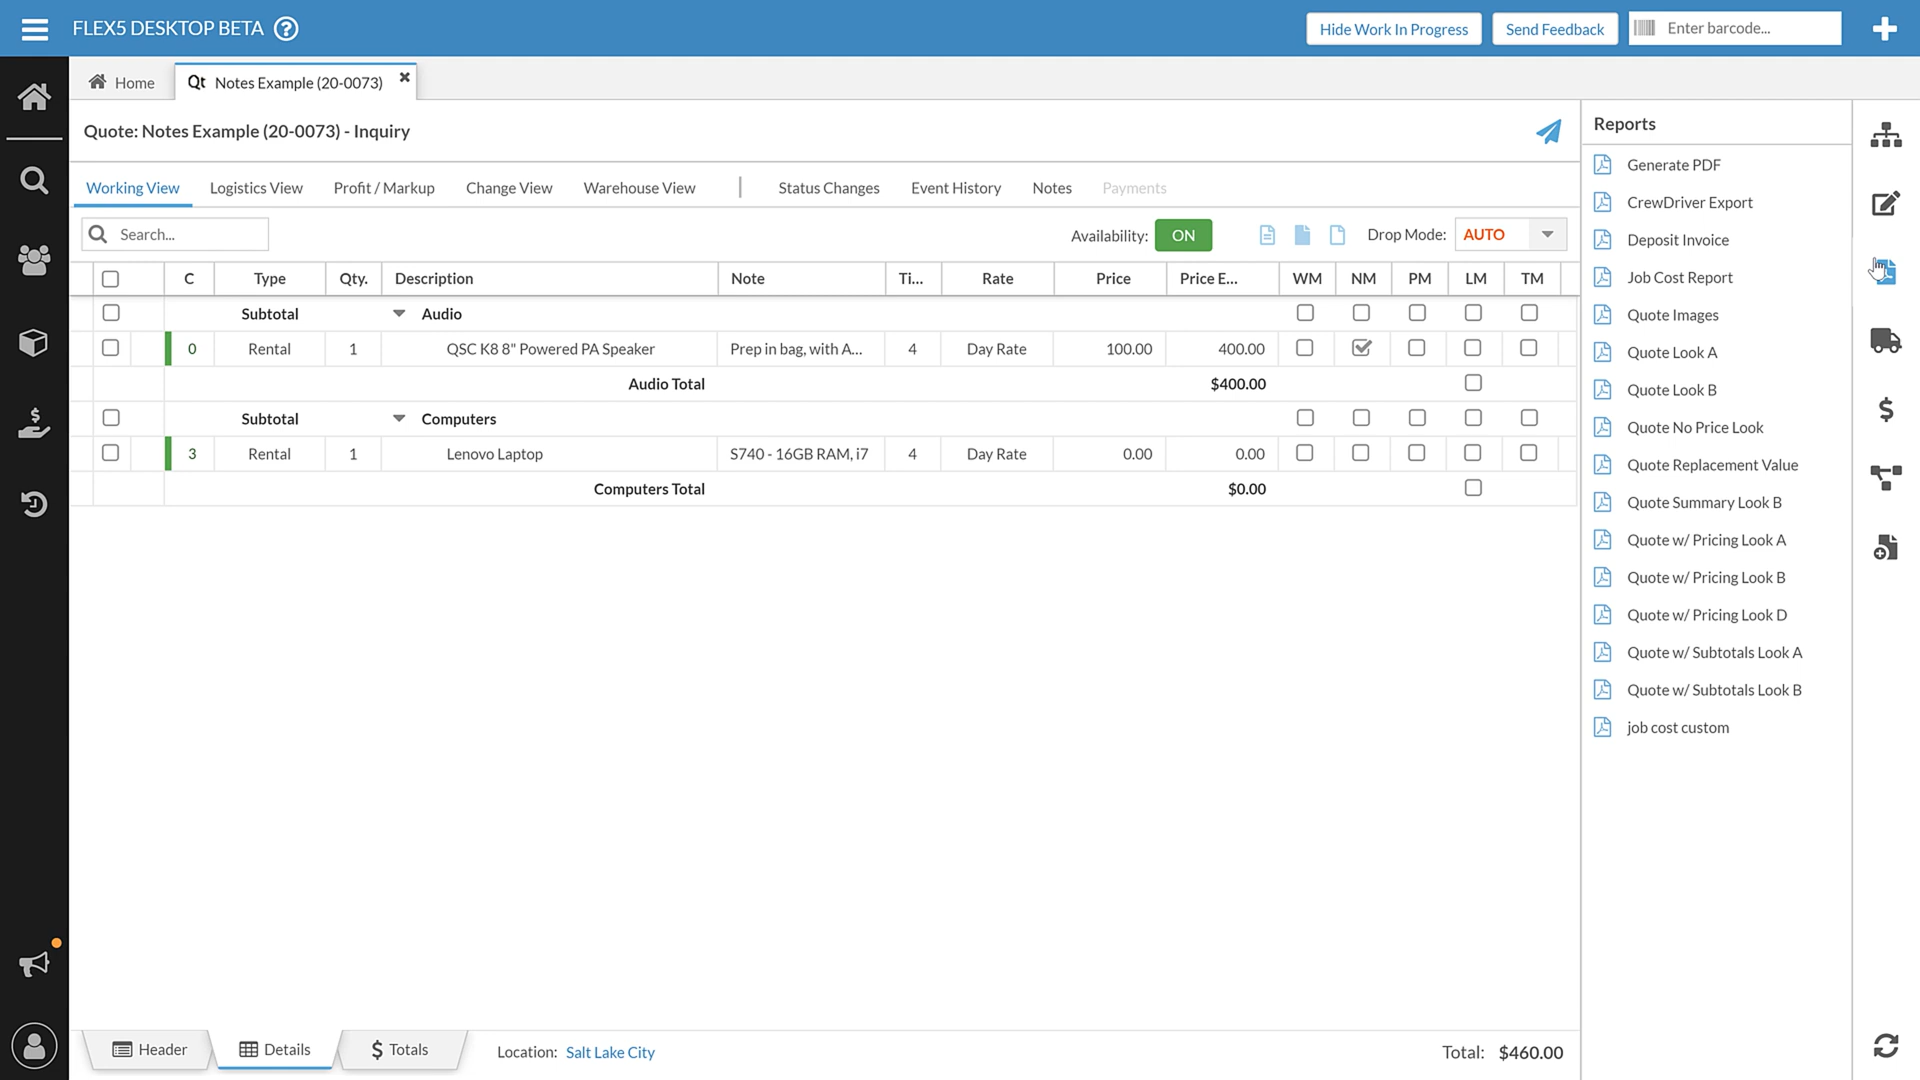 FLEX5 DESKTOP BETA ?
Hide Work In Progress
Send Feedback
Enter barcode...
Home
Qt Notes Example (20-0073)
Quote: Notes Example (20-0073) - Inquiry
Working View Logistics View Profit / Markup Change View Warehouse View | Status Changes Event History Notes Payments
Search...
Availability: ON
Drop Mode: AUTO
C Type Qty. Description Note Ti... Rate Price Price E... WM NM PM LM TM
Subtotal Audio
0 Rental 1 QSC K8 8" Powered PA Speaker Prep in bag, with A... 4 Day Rate 100.00 400.00
Audio Total $400.00
Subtotal Computers
3 Rental 1 Lenovo Laptop S740 - 16GB RAM, i7 4 Day Rate 0.00 0.00
Computers Total $0.00
Header
Details
$ Totals
Location: Salt Lake City
Total: $460.00
Reports
Generate PDF
CrewDriver Export
Deposit Invoice
Job Cost Report
Quote Images
Quote Look A
Quote Look B
Quote No Price Look
Quote Replacement Value
Quote Summary Look B
Quote w/ Pricing Look A
Quote w/ Pricing Look B
Quote w/ Pricing Look D
Quote w/ Subtotals Look A
Quote w/ Subtotals Look B
job cost custom